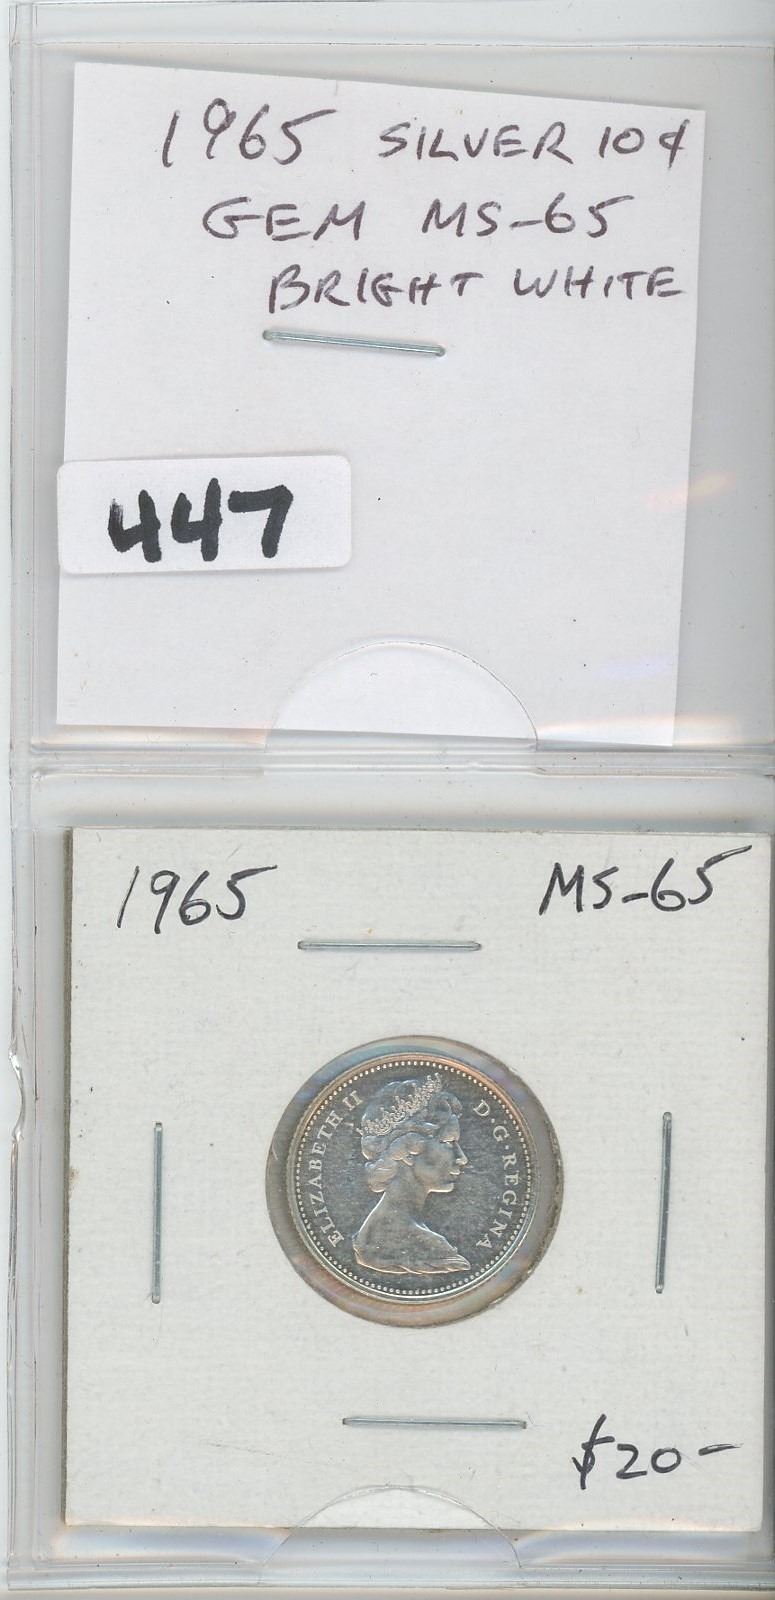 1965 SILVER 10¢
GEM MS-65
BRIGHT WHITE
447
1965 MS-65
ELIZABETH II D·G·REGINA
$20-